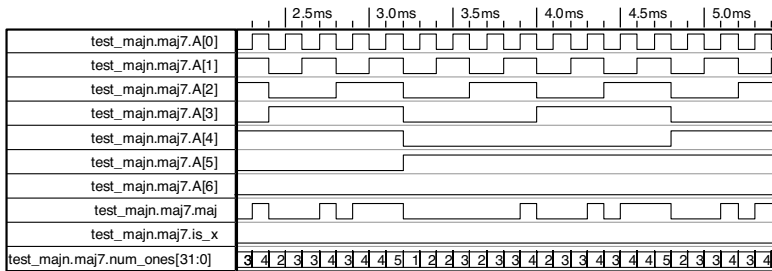 2.5ms 3.0ms 3.5ms 4.0ms 4.5ms 5.0ms
test_majn.maj7.A[0]
test_majn.maj7.A[1]
test_majn.maj7.A[2]
test_majn.maj7.A[3]
test_majn.maj7.A[4]
test_majn.maj7.A[5]
test_majn.maj7.A[6]
test_majn.maj7.maj
test_majn.maj7.is_x
test_majn.maj7.num_ones[31:0] 3 4 2 3 3 4 3 4 4 5 1 2 2 3 2 3 3 4 2 3 3 4 3 4 4 5 2 3 3 4 3 4